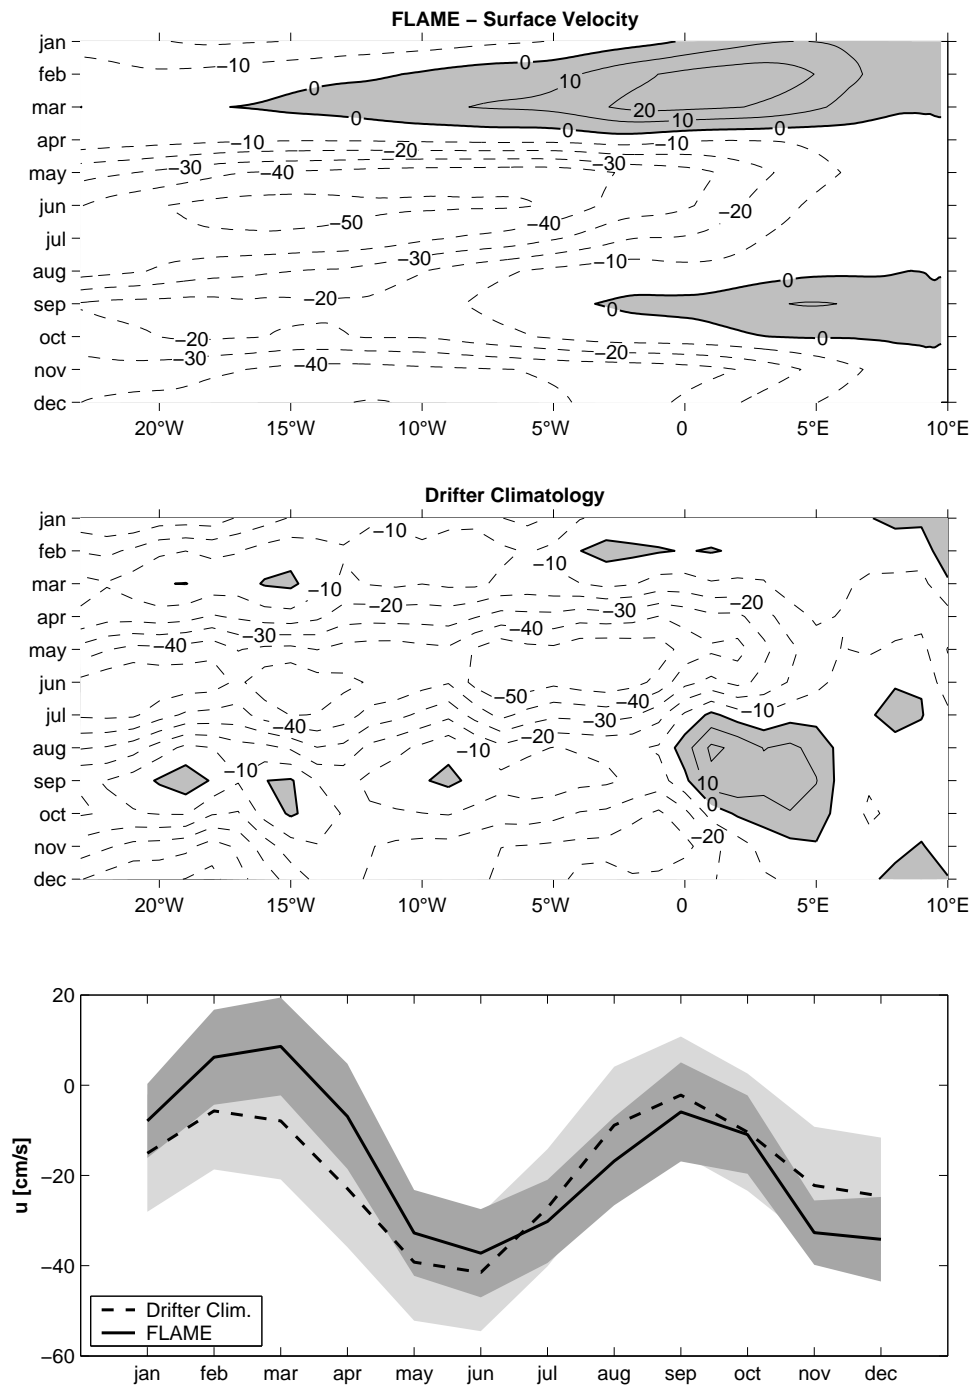 FLAME − Surface Velocity
jan
−10
0
feb
0
10
mar
20
0
10
0
0
apr
−10
−10
−20
−30
may
−30
−40
jun
−20
−50
−40
jul
−30
−10
aug
0
−20
sep
0
oct
−20
0
−30
−20
nov
−40
dec
20°W 15°W 10°W 5°W 0 5°E 10°E
Drifter Climatology
jan
−10
feb
−10
mar
−10
−20
−20
apr
−30
−30
−40
may
−40
jun
−50
−40
jul
−10
−40
−30
−20
aug
−10
−10
sep
10
0
oct
−20
nov
dec
20°W 15°W 10°W 5°W 0 5°E 10°E
20
0
−20
−40
−60
u [cm/s]
Drifter Clim.
FLAME
jan feb mar apr may jun jul aug sep oct nov dec